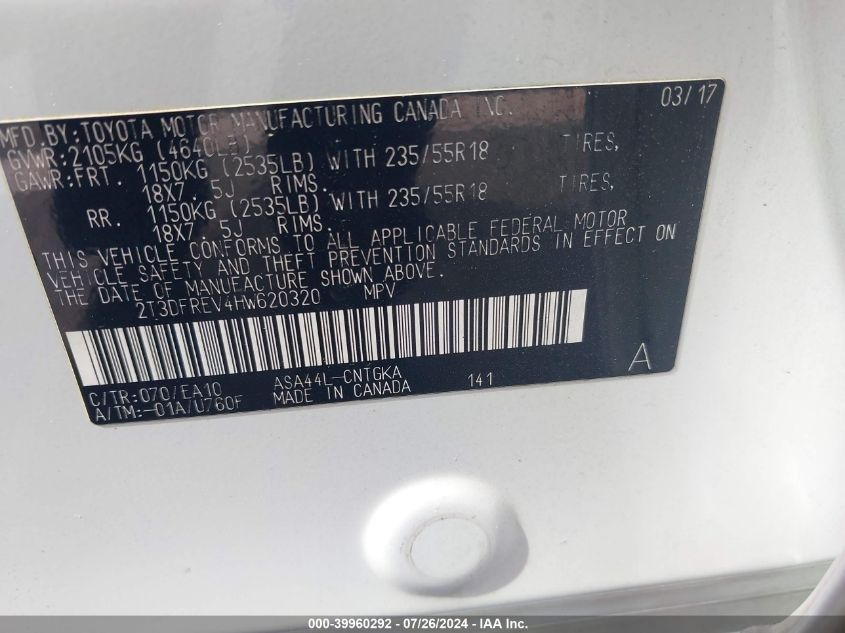 MFD.BY:TOYOTA MOTOR MANUFACTURING CANADA INC. 03/17
GVWR:2105KG (4640LB)
GAWR:FRT. 1150KG (2535LB) WITH 235/55R18 TIRES,
18X7. 5J RIMS.
RR. 1150KG (2535LB) WITH 235/55R18 TIRES,
18X7. 5J RIMS.
THIS VEHICLE CONFORMS TO ALL APPLICABLE FEDERAL MOTOR
VEHICLE SAFETY AND THEFT PREVENTION STANDARDS IN EFFECT ON
THE DATE OF MANUFACTURE SHOWN ABOVE.
2T3DFREV4HW620320 MPV
A
C/TR:070/EA10 ASA44L-CNTGKA 141
A/TM:-01A/U760F MADE IN CANADA
000-39960292 - 07/26/2024 - IAA Inc.